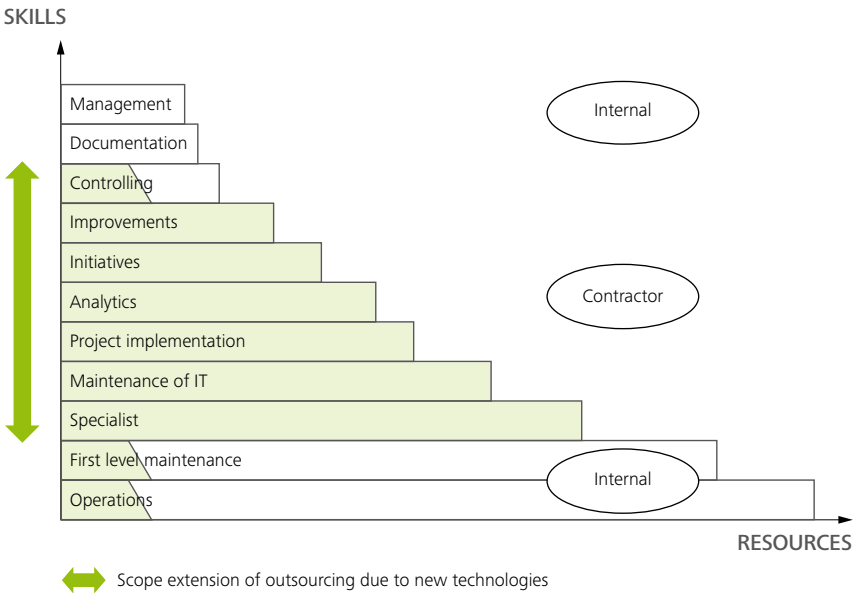 SKILLS
Management
Internal
Documentation
Controlling
Improvements
Initiatives
Analytics
Contractor
Project implementation
Maintenance of IT
Specialist
First level maintenance
Internal
Operations
RESOURCES
Scope extension of outsourcing due to new technologies